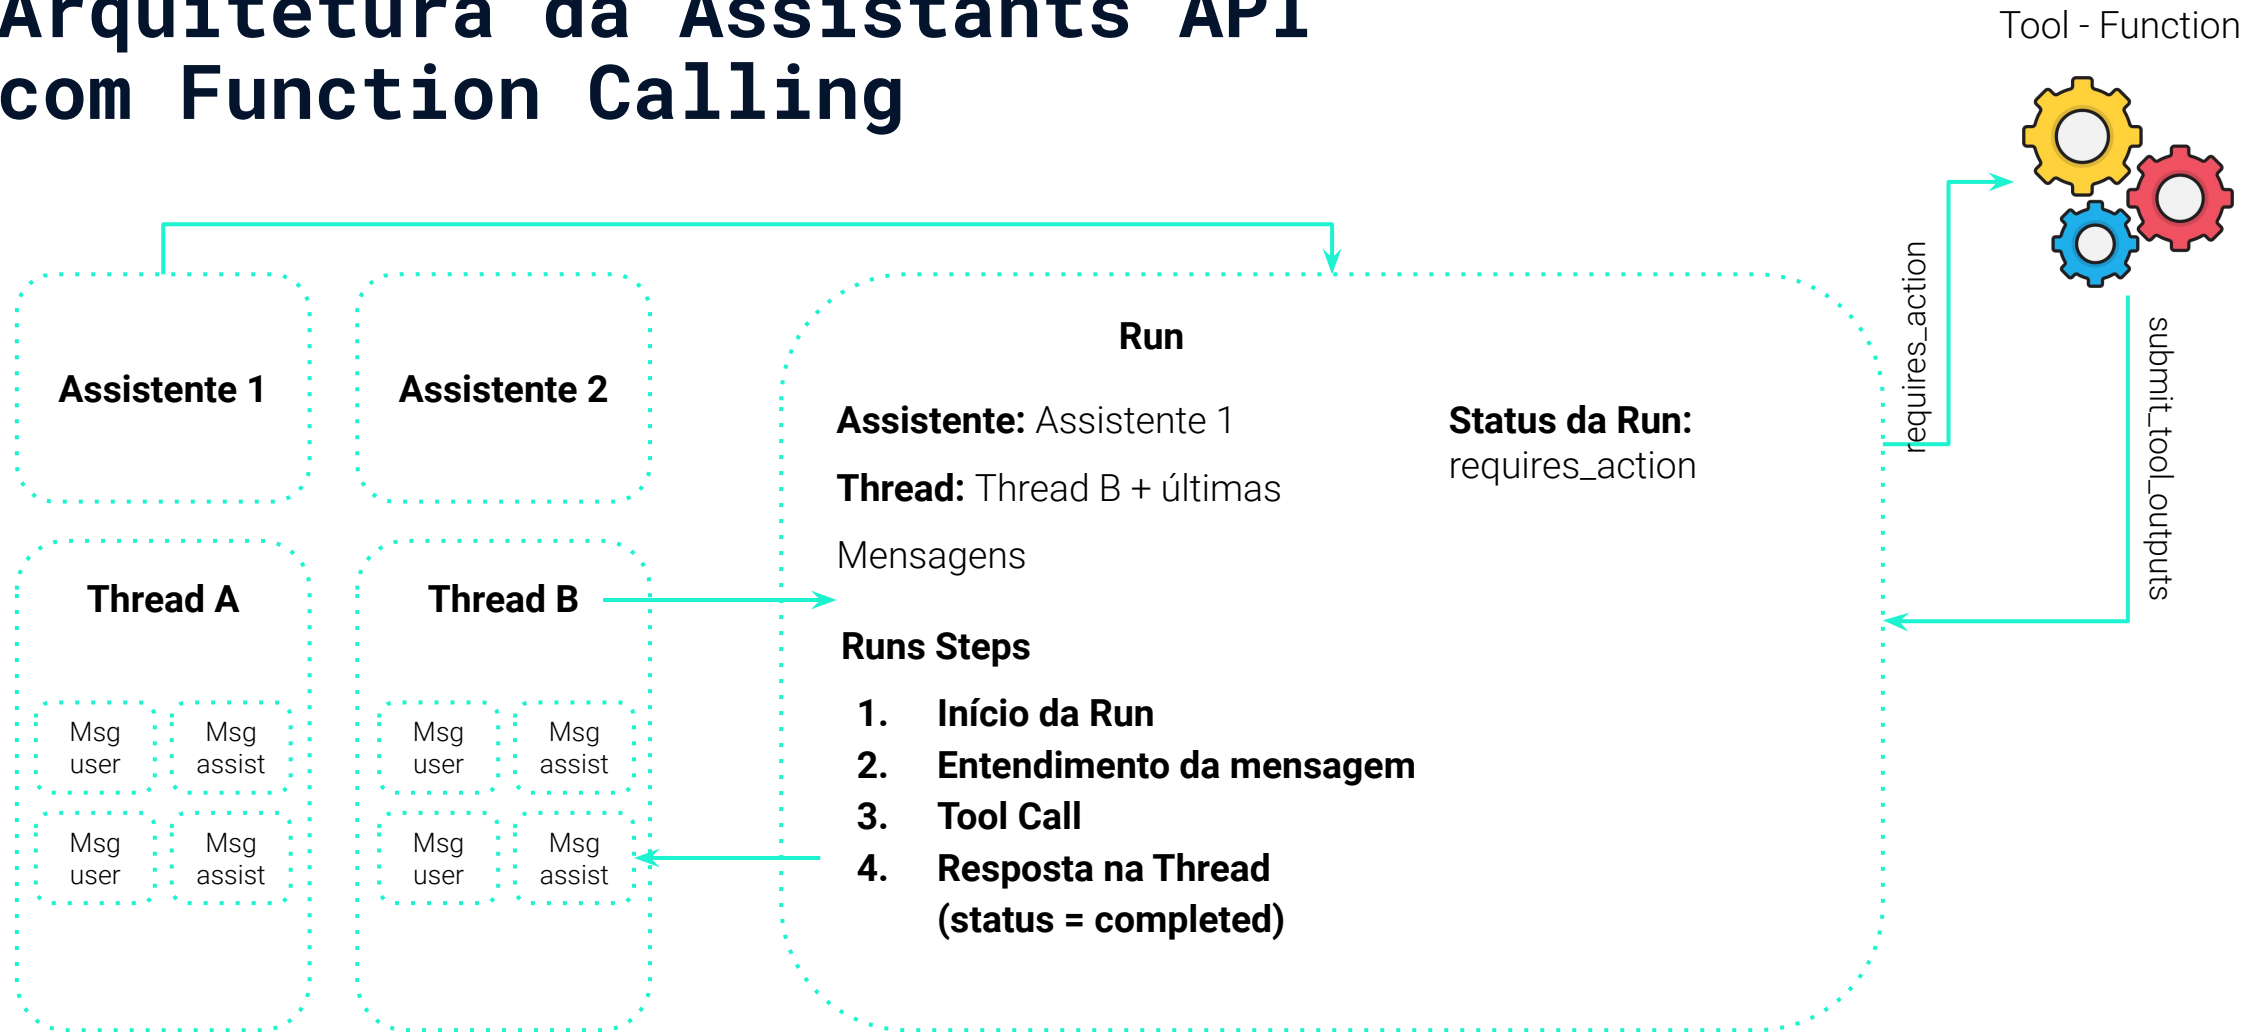 Arquitetura da Assistants API
com Function Calling
Tool - Function
requires_action
submit_tool_outputs
Assistente 1
Assistente 2
Thread A
Msg
user
Msg
assist
Msg
user
Msg
assist
Thread B
Msg
user
Msg
assist
Msg
user
Msg
assist
Run
Assistente: Assistente 1
Thread: Thread B + últimas
Mensagens
Status da Run:
requires_action
Runs Steps
1. Início da Run
2. Entendimento da mensagem
3. Tool Call
4. Resposta na Thread
(status = completed)